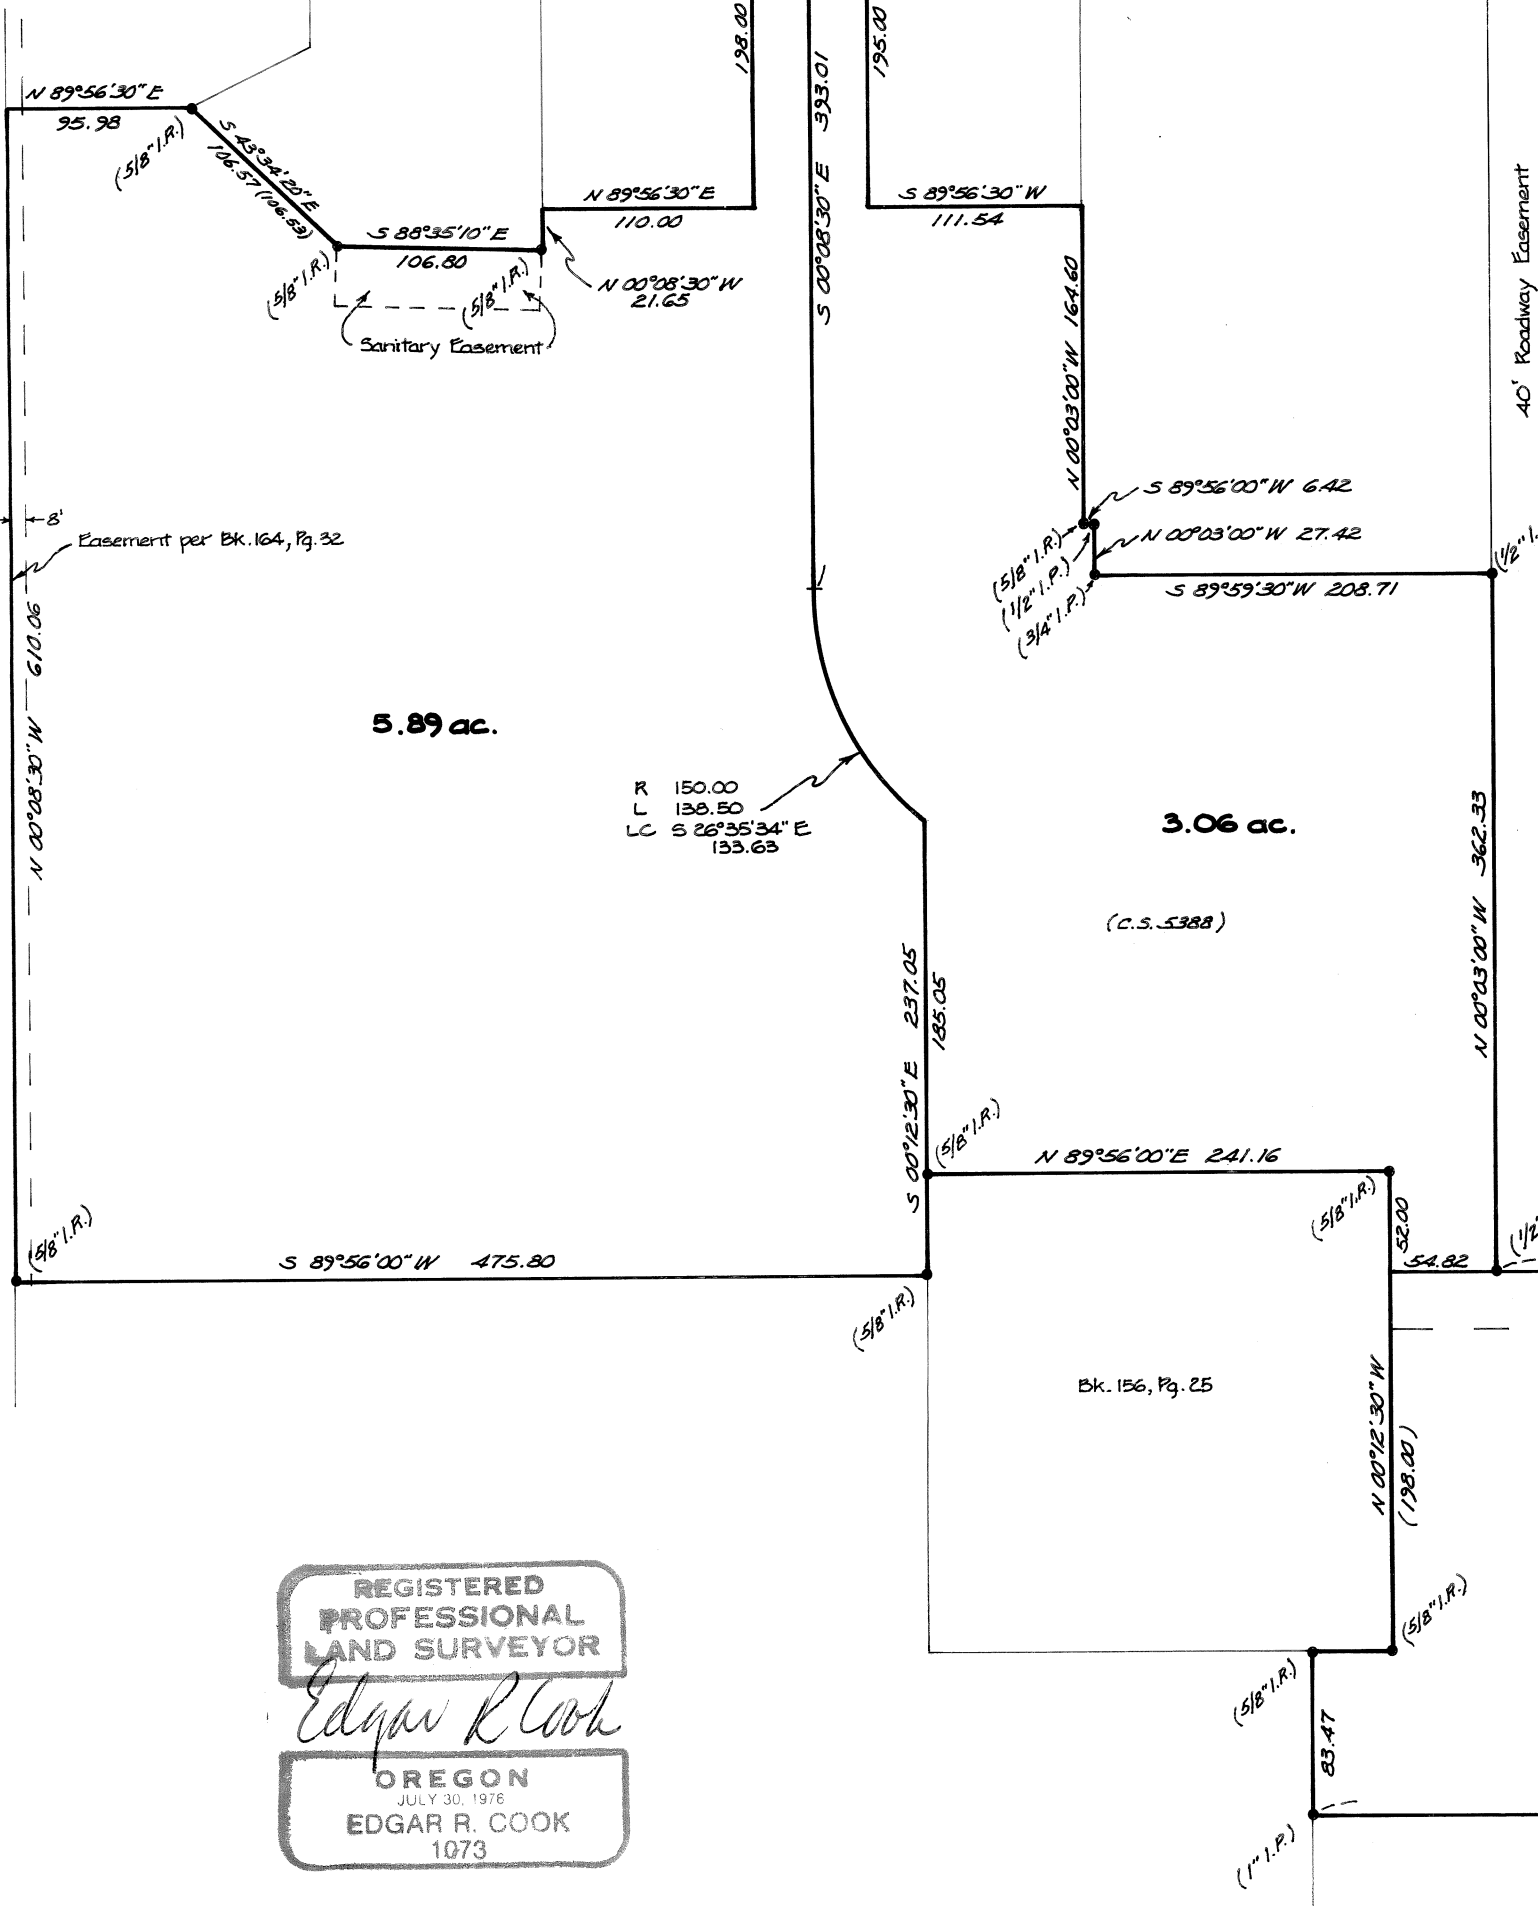 198.00
S 00°08'30" E 393.01
195.00
N 89°56'30" E
95.98
(5/8" I.R.)
S 43°34'20" E
106.57 (106.53)
S 88°35'10" E
106.80
(5/8" I.R.)
(5/8" I.R.)
Sanitary Easement
N 89°56'30" E
110.00
N 00°08'30" W
21.65
S 89°56'30" W
111.54
N 00°03'00" W 164.60
40' Roadway Easement
S 89°56'00" W 6.42
N 00°03'00" W 27.42
(5/8" I.R.)
(1/2" I.P.)
(3/4" I.P.)
S 89°59'30" W 208.71
(1/2" I.
8'
Easement per Bk. 164, Pg. 32
N 00°08'30" W 610.06
5.89 ac.
R 150.00
L 138.50
LC S 26°35'34" E
133.63
3.06 ac.
(C.S. 5388)
N 00°03'00" W 362.33
S 00°12'30" E 237.05
185.05
(5/8" I.R.)
N 89°56'00" E 241.16
(5/8" I.R.)
52.00
54.82
(1/2"
(5/8" I.R.)
S 89°56'00" W 475.80
(5/8" I.R.)
Bk. 156, Pg. 25
N 00°12'30" W
(198.00)
(5/8" I.R.)
(5/8" I.R.)
83.47
(1" I.P.)
REGISTERED
PROFESSIONAL
LAND SURVEYOR
Edgar R Cook
OREGON
JULY 30, 1976
EDGAR R. COOK
1073